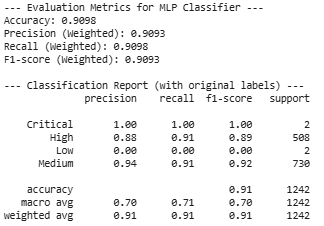 --- Evaluation Metrics for MLP Classifier ---
Accuracy: 0.9098
Precision (Weighted): 0.9093
Recall (Weighted): 0.9098
F1-score (Weighted): 0.9093
--- Classification Report (with original labels) ---
precision recall f1-score support
Critical 1.00 1.00 1.00 2
High 0.88 0.91 0.89 508
Low 0.00 0.00 0.00 2
Medium 0.94 0.91 0.92 730
accuracy 0.91 1242
macro avg 0.70 0.71 0.70 1242
weighted avg 0.91 0.91 0.91 1242